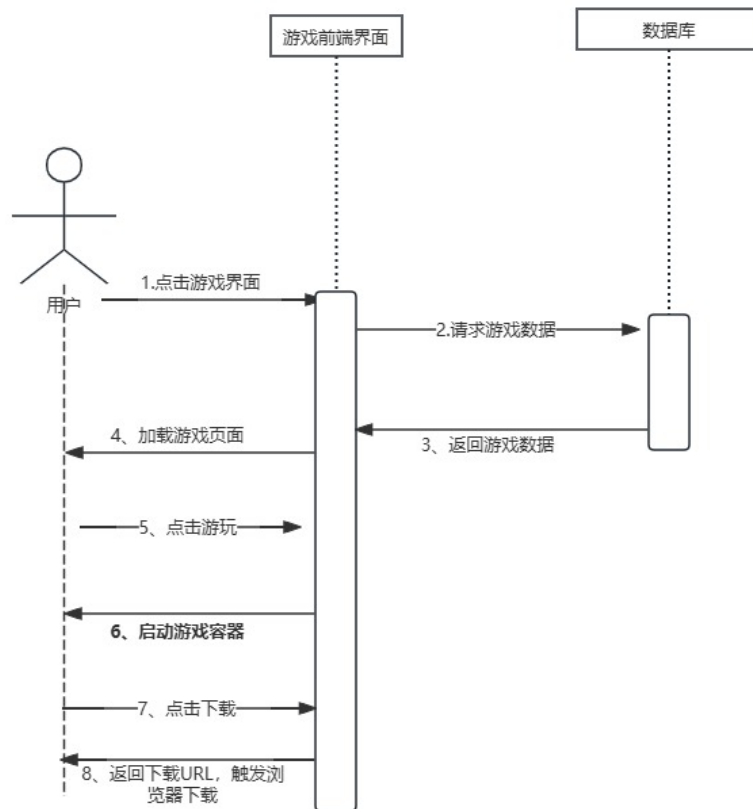 游戏前端界面
数据库
用户
1.点击游戏界面
2.请求游戏数据
3、返回游戏数据
4、加载游戏页面
5、点击游玩
6、启动游戏容器
7、点击下载
8、返回下载URL，触发浏
览器下载